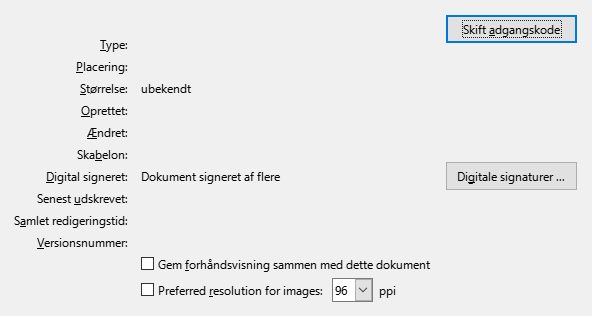 Skift adgangskode
Type:
Placering:
Størrelse: ubekendt
Oprettet:
Ændret:
Skabelon:
Digital signeret: Dokument signeret af flere Digitale signaturer ...
Senest udskrevet:
Samlet redigeringstid:
Versionsnummer:
Gem forhåndsvisning sammen med dette dokument
Preferred resolution for images: 96 ppi